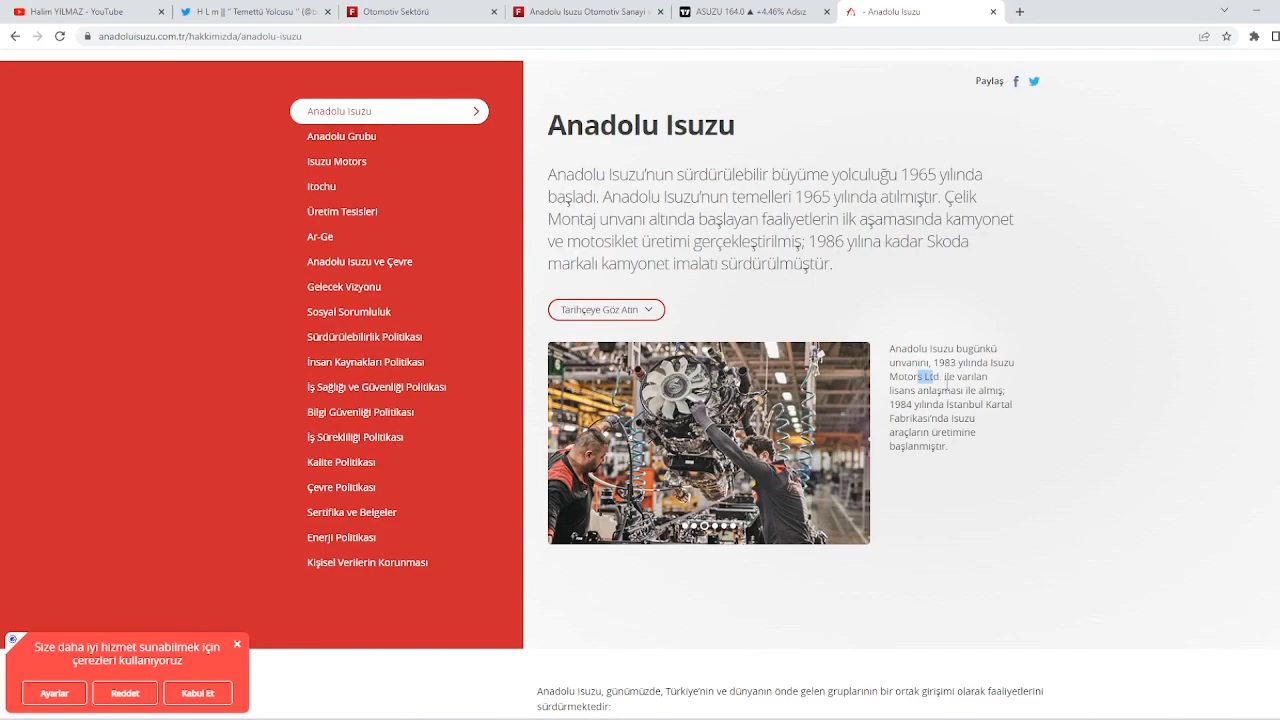 Halim YILMAZ - YouTube
H L m || " Temettü Yolcusu " (@b
Otomotiv Sektörü
Anadolu Isuzu Otomotiv Sanayi v
ASUZU 164.0 ▲ +4.46% Adsız
- Anadolu Isuzu
anadoluisuzu.com.tr/hakkimizda/anadolu-isuzu
Paylaş
Anadolu Isuzu
Anadolu Grubu
Isuzu Motors
Itochu
Üretim Tesisleri
Ar-Ge
Anadolu Isuzu ve Çevre
Gelecek Vizyonu
Sosyal Sorumluluk
Sürdürülebilirlik Politikası
İnsan Kaynakları Politikası
İş Sağlığı ve Güvenliği Politikası
Bilgi Güvenliği Politikası
İş Sürekliliği Politikası
Kalite Politikası
Çevre Politikası
Sertifika ve Belgeler
Enerji Politikası
Kişisel Verilerin Korunması
Anadolu Isuzu
Anadolu Isuzu'nun sürdürülebilir büyüme yolculuğu 1965 yılında
başladı. Anadolu Isuzu'nun temelleri 1965 yılında atılmıştır. Çelik
Montaj unvanı altında başlayan faaliyetlerin ilk aşamasında kamyonet
ve motosiklet üretimi gerçekleştirilmiş; 1986 yılına kadar Skoda
markalı kamyonet imalatı sürdürülmüştür.
Tarihçeye Göz Atın
Anadolu Isuzu bugünkü
unvanını, 1983 yılında Isuzu
Motors Ltd. ile varılan
lisans anlaşması ile almış;
1984 yılında İstanbul Kartal
Fabrikası'nda Isuzu
araçların üretimine
başlanmıştır.
Size daha iyi hizmet sunabilmek için
çerezleri kullanıyoruz
Ayarlar
Reddet
Kabul Et
Anadolu Isuzu, günümüzde, Türkiye'nin ve dünyanın önde gelen gruplarının bir ortak girişimi olarak faaliyetlerini
sürdürmektedir: